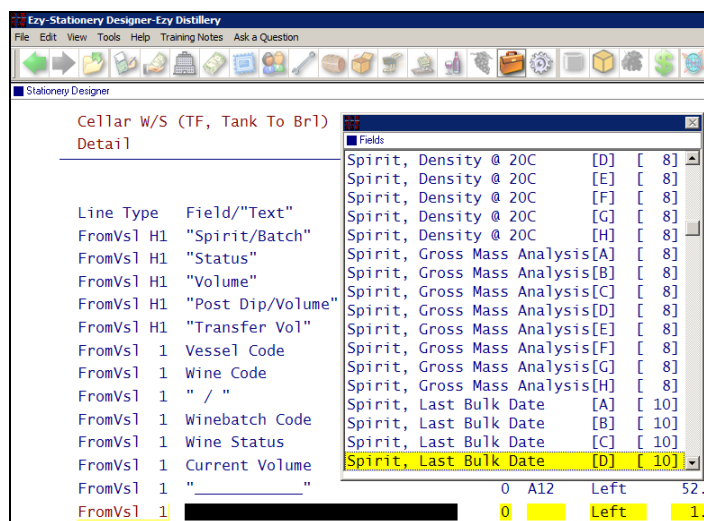 Ezy-Stationery Designer-Ezy Distillery
File Edit View Tools Help Training Notes Ask a Question
Stationery Designer
Cellar W/S (TF, Tank To Brl)
Detail
Line Type Field/"Text"
FromVsl H1 "Spirit/Batch"
FromVsl H1 "Status"
FromVsl H1 "Volume"
FromVsl H1 "Post Dip/Volume"
FromVsl H1 "Transfer Vol"
FromVsl 1 Vessel Code
FromVsl 1 Wine Code
FromVsl 1 " / "
FromVsl 1 Winebatch Code
FromVsl 1 Wine Status
FromVsl 1 Current Volume
FromVsl 1 "____________" 0 A12 Left 52.
FromVsl 1 0 Left 1.
Fields
Spirit, Density @ 20C [D] [ 8]
Spirit, Density @ 20C [E] [ 8]
Spirit, Density @ 20C [F] [ 8]
Spirit, Density @ 20C [G] [ 8]
Spirit, Density @ 20C [H] [ 8]
Spirit, Gross Mass Analysis[A] [ 8]
Spirit, Gross Mass Analysis[B] [ 8]
Spirit, Gross Mass Analysis[C] [ 8]
Spirit, Gross Mass Analysis[D] [ 8]
Spirit, Gross Mass Analysis[E] [ 8]
Spirit, Gross Mass Analysis[F] [ 8]
Spirit, Gross Mass Analysis[G] [ 8]
Spirit, Gross Mass Analysis[H] [ 8]
Spirit, Last Bulk Date [A] [ 10]
Spirit, Last Bulk Date [B] [ 10]
Spirit, Last Bulk Date [C] [ 10]
Spirit, Last Bulk Date [D] [ 10]